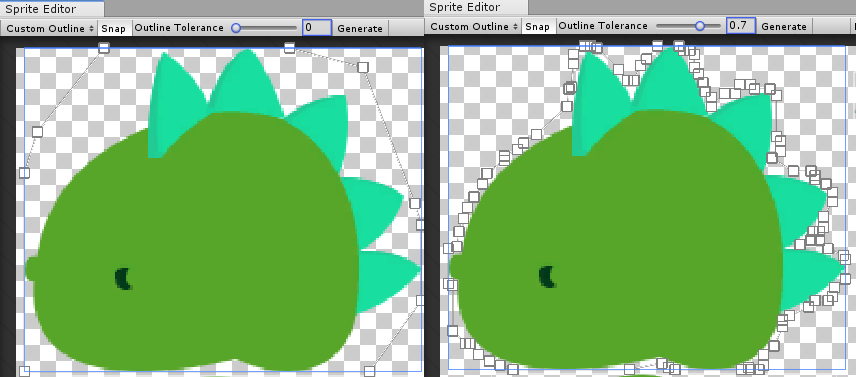 Sprite Editor
Custom Outline Snap Outline Tolerance 0 Generate
Sprite Editor
Custom Outline Snap Outline Tolerance 0.7 Generate